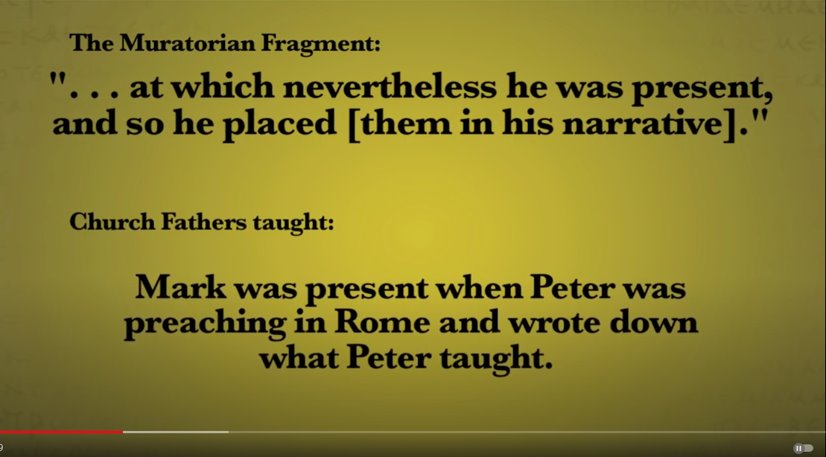 The Muratorian Fragment:
". . . at which nevertheless he was present,
and so he placed [them in his narrative]."
Church Fathers taught:
Mark was present when Peter was
preaching in Rome and wrote down
what Peter taught.